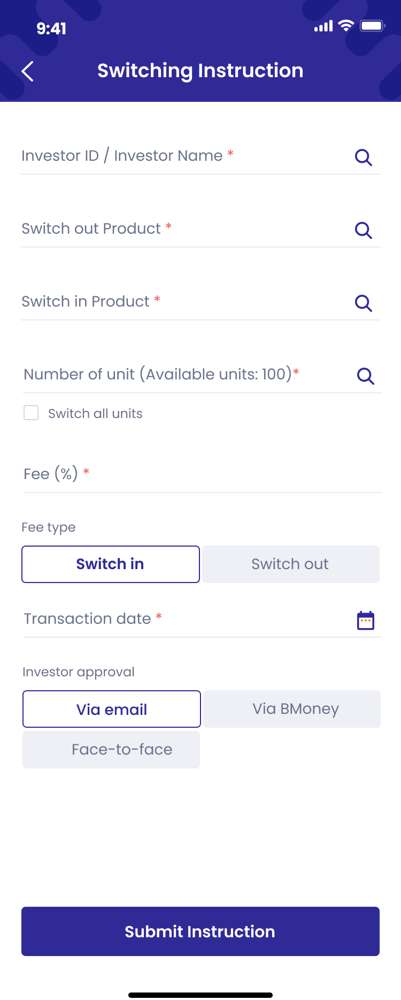 9:41
Switching Instruction
Investor ID / Investor Name *
Switch out Product *
Switch in Product *
Number of unit (Available units: 100)*
Switch all units
Fee (%) *
Fee type
Switch in
Switch out
Transaction date *
Investor approval
Via email
Via BMoney
Face-to-face
Submit Instruction